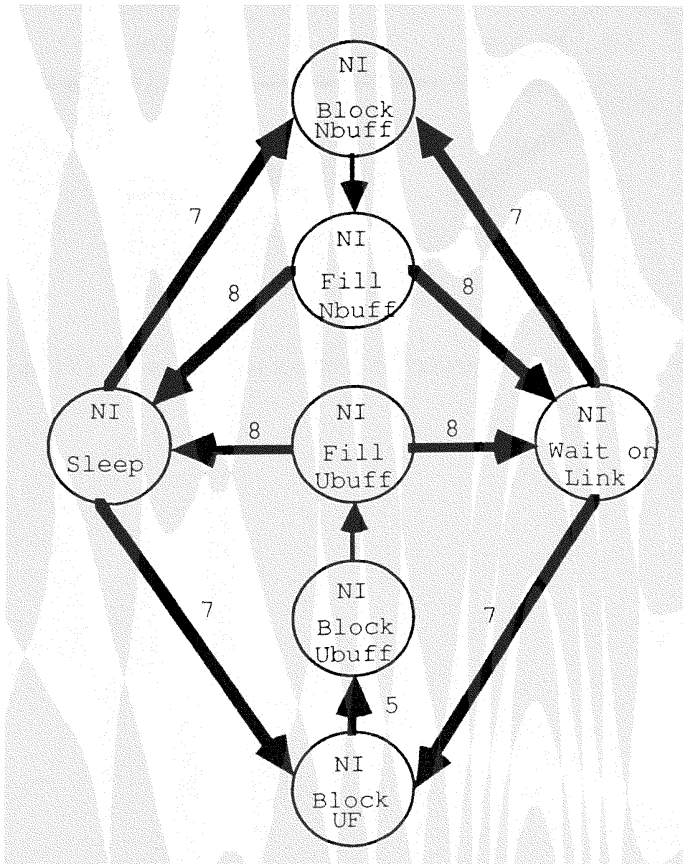 NI
Block
Nbuff
7
7
NI
Fill
Nbuff
8
8
NI
Sleep
8
NI
Fill
Ubuff
8
NI
Wait on
Link
7
NI
Block
Ubuff
7
5
NI
Block
UF